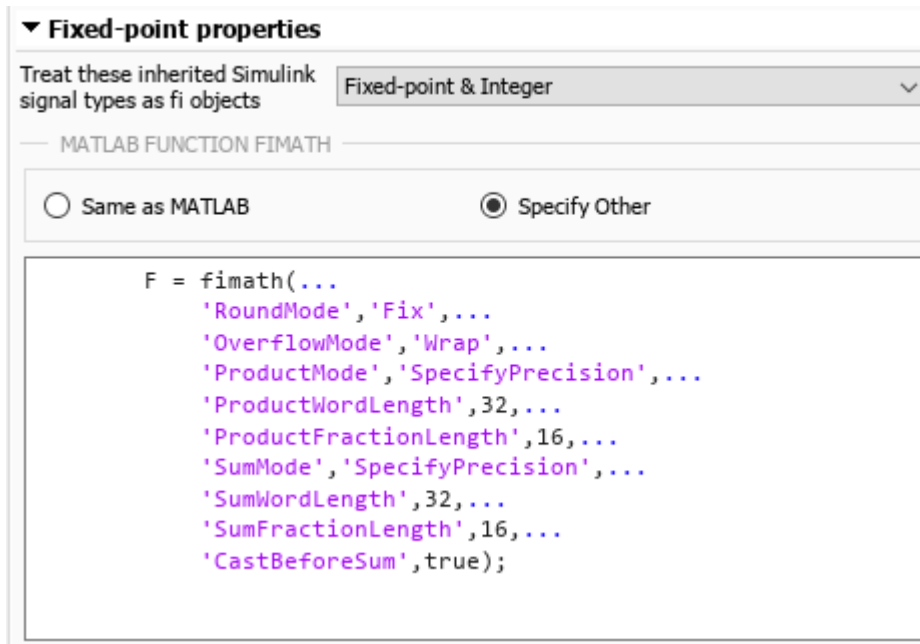 Fixed-point properties
Treat these inherited Simulink
signal types as fi objects
Fixed-point & Integer
MATLAB FUNCTION FIMATH
Same as MATLAB
Specify Other
F = fimath(...
'RoundMode','Fix',...
'OverflowMode','Wrap',...
'ProductMode','SpecifyPrecision',...
'ProductWordLength',32,...
'ProductFractionLength',16,...
'SumMode','SpecifyPrecision',...
'SumWordLength',32,...
'SumFractionLength',16,...
'CastBeforeSum',true);